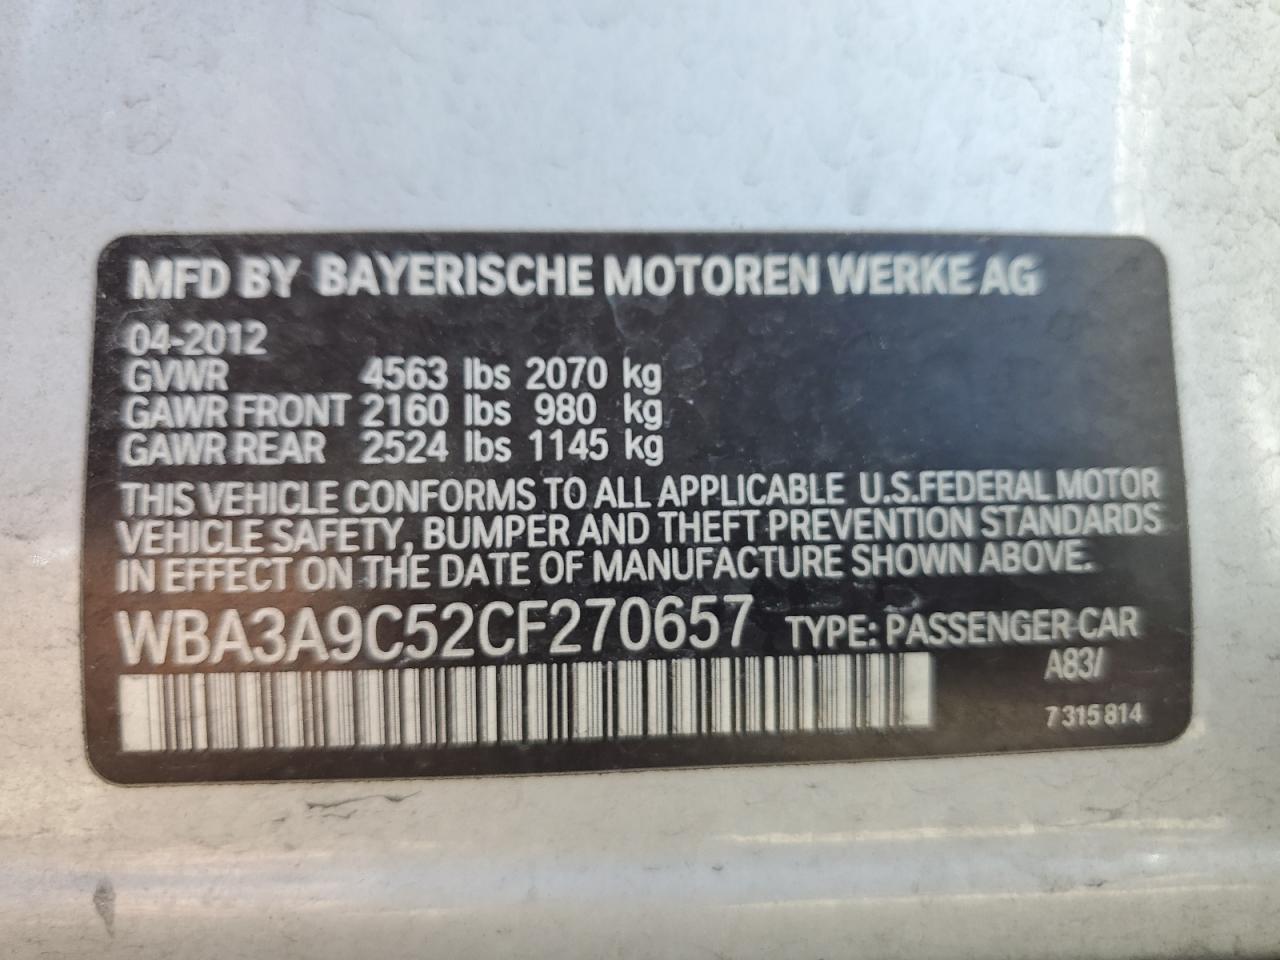 MFD BY BAYERISCHE MOTOREN WERKE AG
04-2012
GVWR 4563 lbs 2070 kg
GAWR FRONT 2160 lbs 980 kg
GAWR REAR 2524 lbs 1145 kg
THIS VEHICLE CONFORMS TO ALL APPLICABLE U.S.FEDERAL MOTOR
VEHICLE SAFETY, BUMPER AND THEFT PREVENTION STANDARDS
IN EFFECT ON THE DATE OF MANUFACTURE SHOWN ABOVE.
WBA3A9C52CF270657 TYPE: PASSENGER CAR
A83/
7 315 814